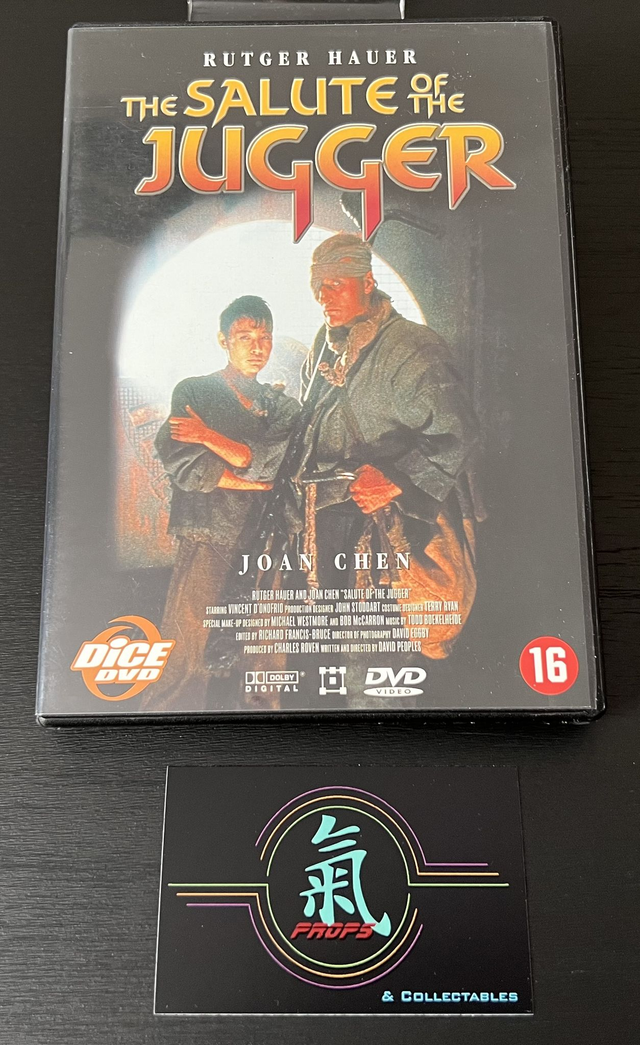 RUTGER HAUER
THE SALUTE OF THE
JUGGER
JOAN CHEN
RUTGER HAUER AND JOAN CHEN "SALUTE OF THE JUGGER"
STARRING VINCENT D'ONOFRIO PRODUCTION DESIGNER JOHN STODDART COSTUME DESIGNER TERRY RYAN
SPECIAL MAKE-UP DESIGNED BY MICHAEL WESTMORE AND BOB McCARRON MUSIC BY TODD BOEKELHEIDE
EDITED BY RICHARD FRANCIS-BRUCE DIRECTOR OF PHOTOGRAPHY DAVID EGGBY
PRODUCED BY CHARLES ROVEN WRITTEN AND DIRECTED BY DAVID PEOPLES
DiCE
DVD
DOLBY
DIGITAL
DVD
VIDEO
16
氣
PROPS
& COLLECTABLES